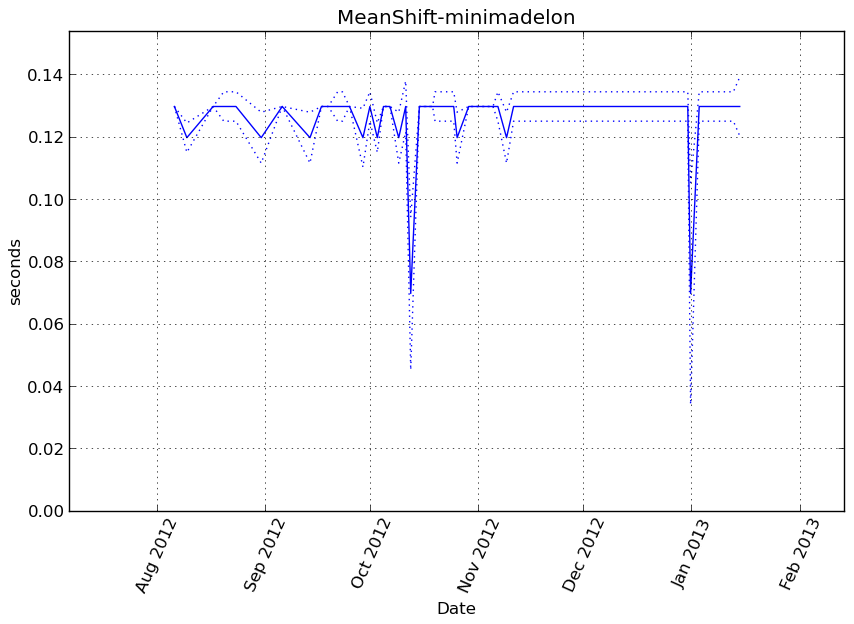 MeanShift-minimadelon
0.14
0.12
0.10
0.08
0.06
0.04
0.02
0.00
seconds
Aug 2012
Sep 2012
Oct 2012
Nov 2012
Dec 2012
Jan 2013
Feb 2013
Date